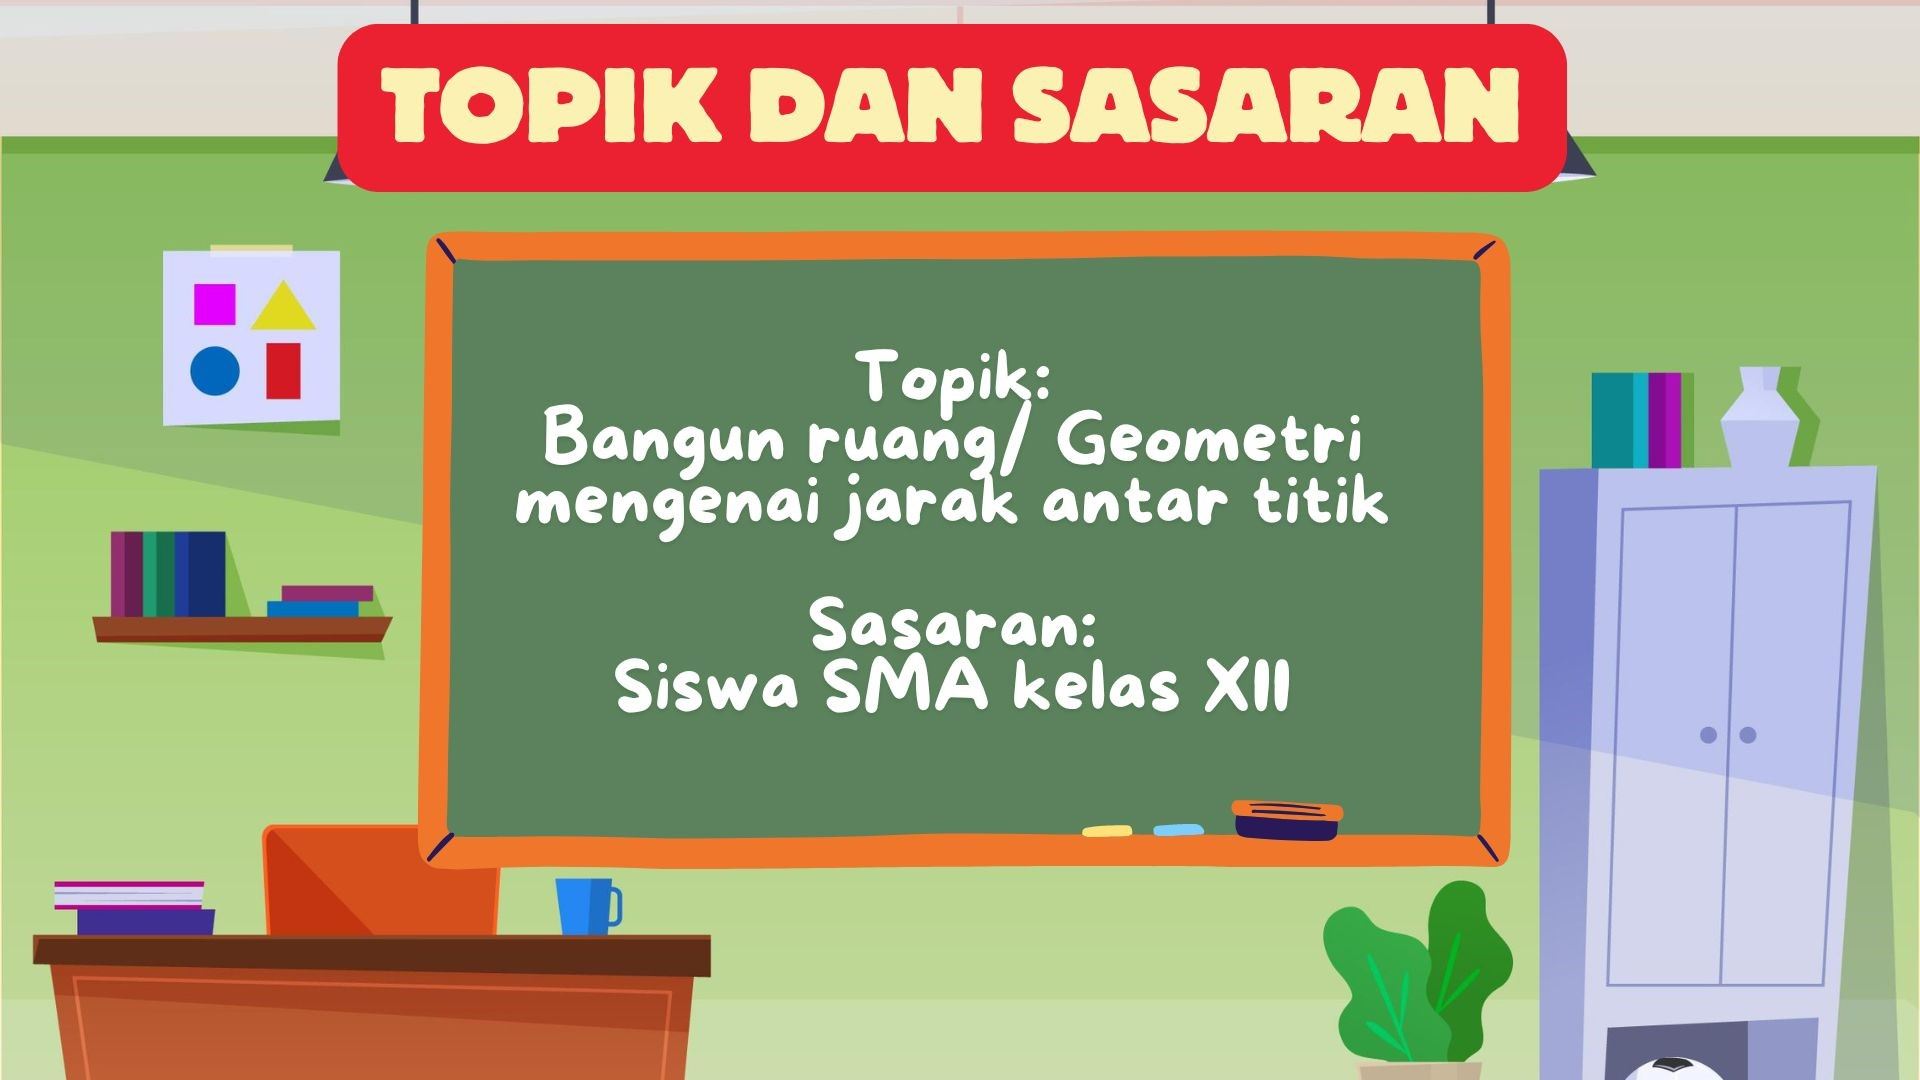 TOPIK DAN SASARAN
Topik:
Bangun ruang/ Geometri
mengenai jarak antar titik
Sasaran:
Siswa SMA kelas XII